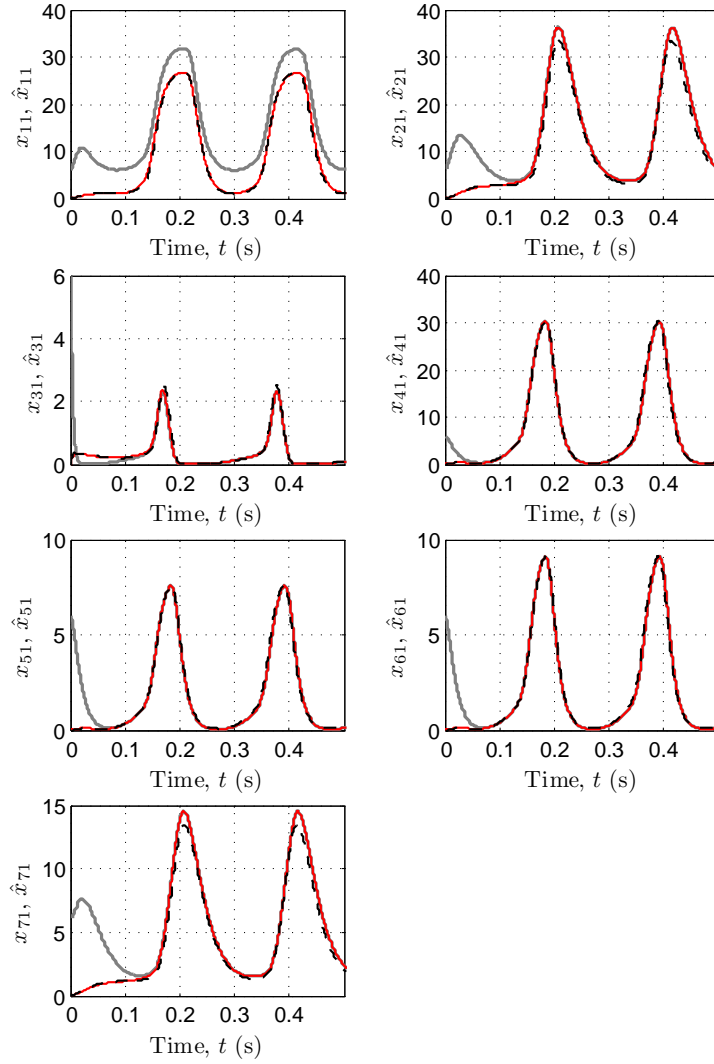 40
30
20
10
0
x₁₁, x̂₁₁
0 0.1 0.2 0.3 0.4
Time, t (s)
40
30
20
10
0
x₂₁, x̂₂₁
0 0.1 0.2 0.3 0.4
Time, t (s)
6
4
2
0
x₃₁, x̂₃₁
0 0.1 0.2 0.3 0.4
Time, t (s)
40
30
20
10
0
x₄₁, x̂₄₁
0 0.1 0.2 0.3 0.4
Time, t (s)
10
5
0
x₅₁, x̂₅₁
0 0.1 0.2 0.3 0.4
Time, t (s)
10
5
0
x₆₁, x̂₆₁
0 0.1 0.2 0.3 0.4
Time, t (s)
15
10
5
0
x₇₁, x̂₇₁
0 0.1 0.2 0.3 0.4
Time, t (s)